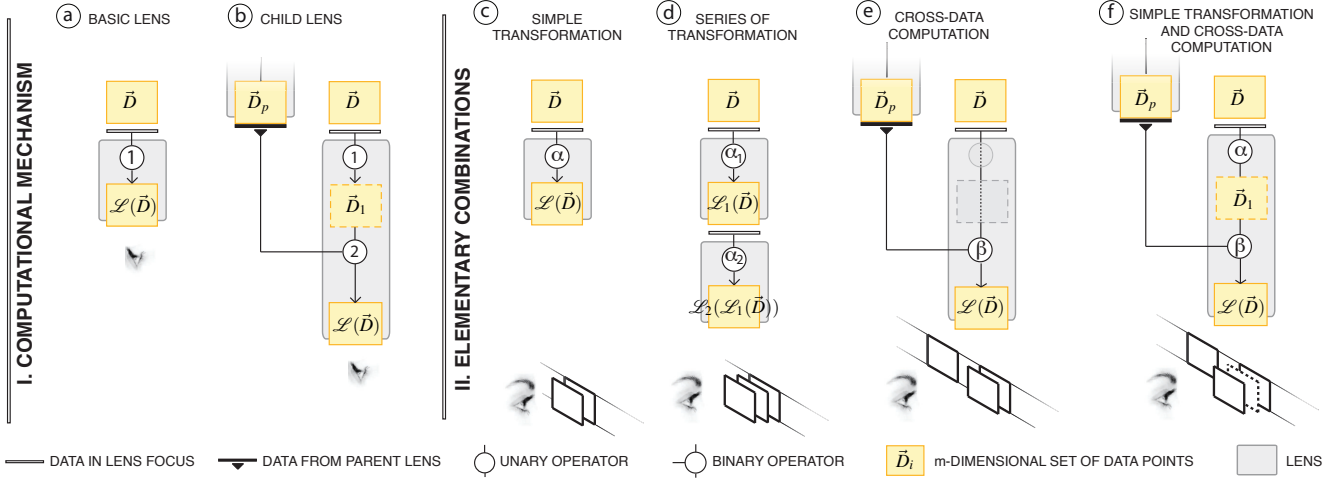 I. COMPUTATIONAL MECHANISM
a BASIC LENS
D⃗
1
ℒ(D⃗)
b CHILD LENS
D⃗p
D⃗
1
D⃗1
2
ℒ(D⃗)
II. ELEMENTARY COMBINATIONS
c SIMPLE
TRANSFORMATION
D⃗
α
ℒ(D⃗)
d SERIES OF
TRANSFORMATION
D⃗
α1
ℒ1(D⃗)
α2
ℒ2(ℒ1(D⃗))
e CROSS-DATA
COMPUTATION
D⃗p
D⃗
β
ℒ(D⃗)
f SIMPLE TRANSFORMATION
AND CROSS-DATA
COMPUTATION
D⃗p
D⃗
α
D⃗1
β
ℒ(D⃗)
DATA IN LENS FOCUS
DATA FROM PARENT LENS
UNARY OPERATOR
BINARY OPERATOR
D⃗i
m-DIMENSIONAL SET OF DATA POINTS
LENS